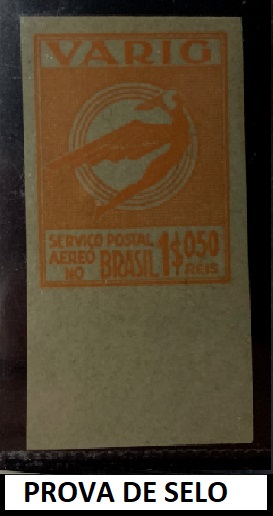 VARIG
SERVIÇO POSTAL
AEREO
NO
BRASIL
1$050
REIS
PROVA DE SELO